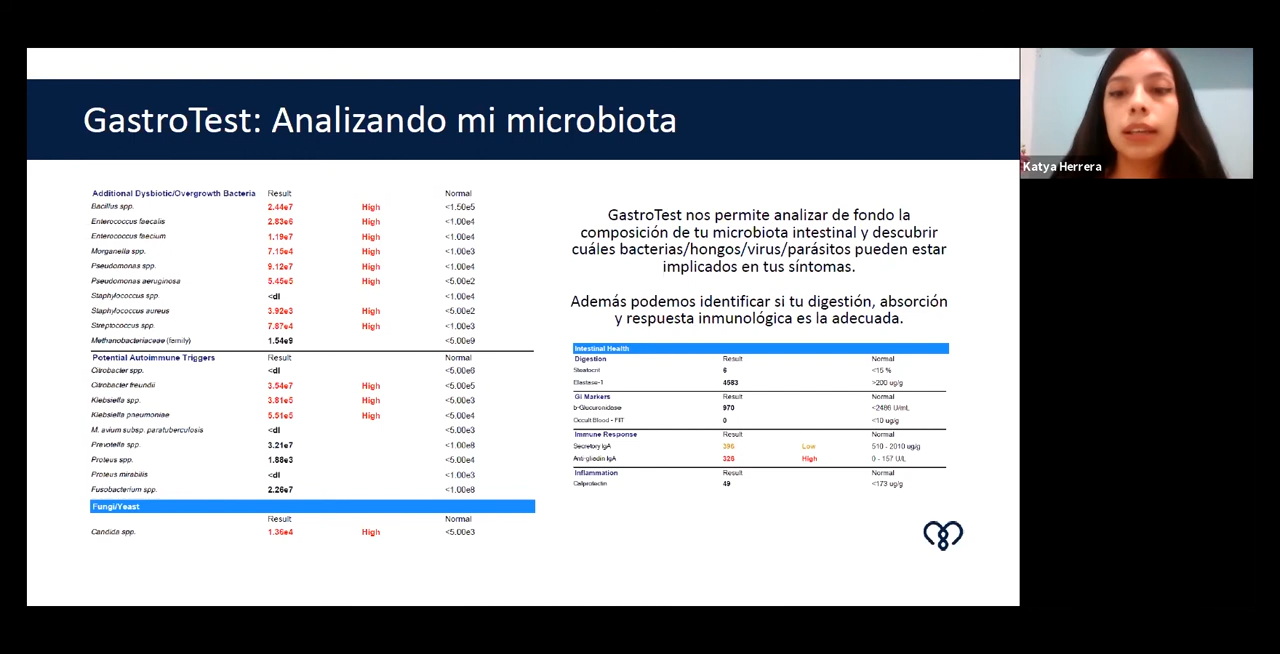 GastroTest: Analizando mi microbiota
Katya Herrera
Additional Dysbiotic/Overgrowth Bacteria Result Normal
Bacillus spp. 2.44e7 High <1.50e5
Enterococcus faecalis 2.83e6 High <1.00e4
Enterococcus faecium 1.19e7 High <1.00e4
Morganella spp. 7.15e4 High <1.00e3
Pseudomonas spp. 9.12e7 High <1.00e4
Pseudomonas aeruginosa 5.45e5 High <5.00e2
Staphylococcus spp. <dl <1.00e4
Staphylococcus aureus 3.92e3 High <5.00e2
Streptococcus spp. 7.87e4 High <1.00e3
Methanobacteriaceae (family) 1.54e9 <5.00e9
Potential Autoimmune Triggers Result Normal
Citrobacter spp. <dl <5.00e6
Citrobacter freundii 3.54e7 High <5.00e5
Klebsiella spp. 3.81e5 High <5.00e3
Klebsiella pneumoniae 5.51e5 High <5.00e4
M. avium subsp. paratuberculosis <dl <5.00e3
Prevotella spp. 3.21e7 <1.00e8
Proteus spp. 1.88e3 <5.00e4
Proteus mirabilis <dl <1.00e3
Fusobacterium spp. 2.26e7 <1.00e8
Fungi/Yeast
Result Normal
Candida spp. 1.36e4 High <5.00e3
GastroTest nos permite analizar de fondo la
composición de tu microbiota intestinal y descubrir
cuáles bacterias/hongos/virus/parásitos pueden estar
implicados en tus síntomas.
Además podemos identificar si tu digestión, absorción
y respuesta inmunológica es la adecuada.
Intestinal Health
Digestion Result Normal
Steatocrit 6 <15 %
Elastase-1 4583 >200 ug/g
GI Markers Result Normal
b-Glucuronidase 970 <2486 U/mL
Occult Blood - FIT 0 <10 ug/g
Immune Response Result Normal
Secretory IgA 396 Low 510 - 2010 ug/g
Anti-gliadin IgA 326 High 0 - 157 U/L
Inflammation Result Normal
Calprotectin 49 <173 ug/g